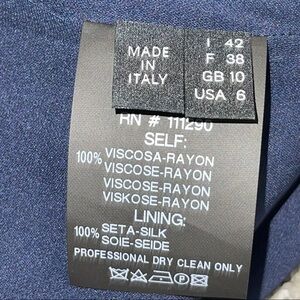 MADE
IN
ITALY
I 42
F 38
GB 10
USA 6
RN # 111290
SELF:
100% VISCOSA-RAYON
VISCOSE-RAYON
VISCOSE-RAYON
VISKOSE-RAYON
LINING:
100% SETA-SILK
SOIE-SEIDE
PROFESSIONAL DRY CLEAN ONLY